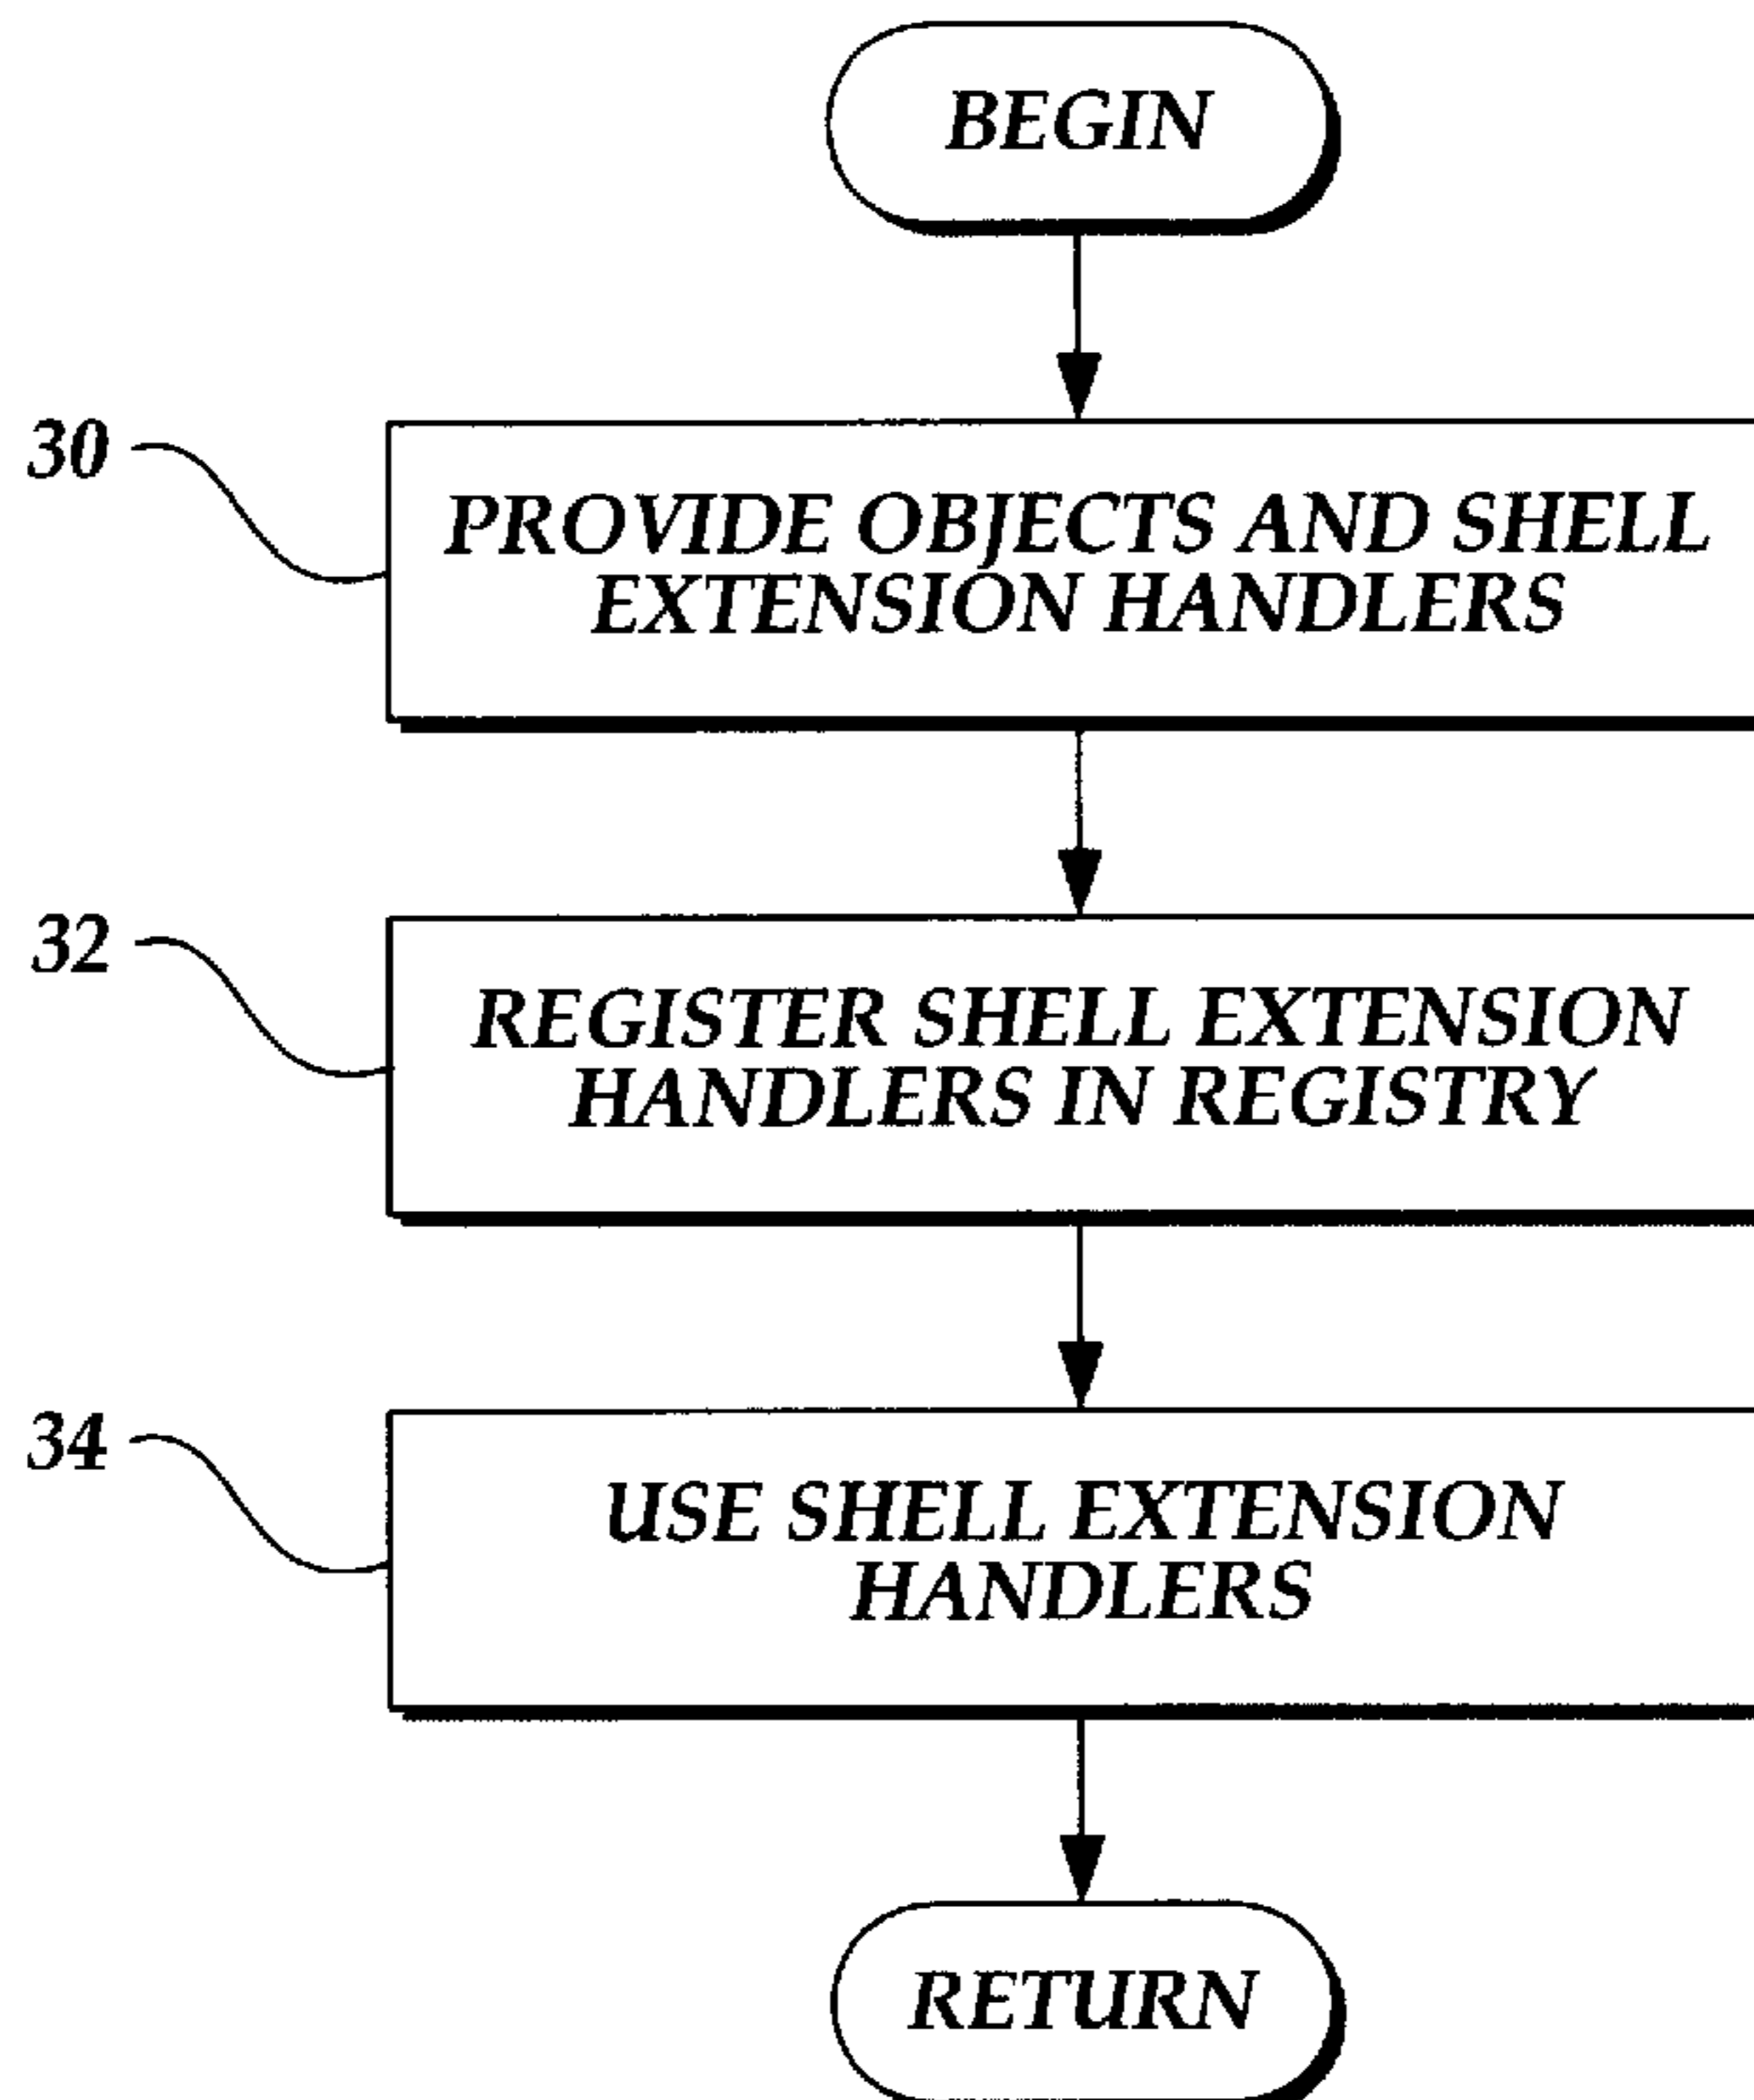 BEGIN
30
PROVIDE OBJECTS AND SHELL
EXTENSION HANDLERS
32
REGISTER SHELL EXTENSION
HANDLERS IN REGISTRY
34
USE SHELL EXTENSION
HANDLERS
RETURN